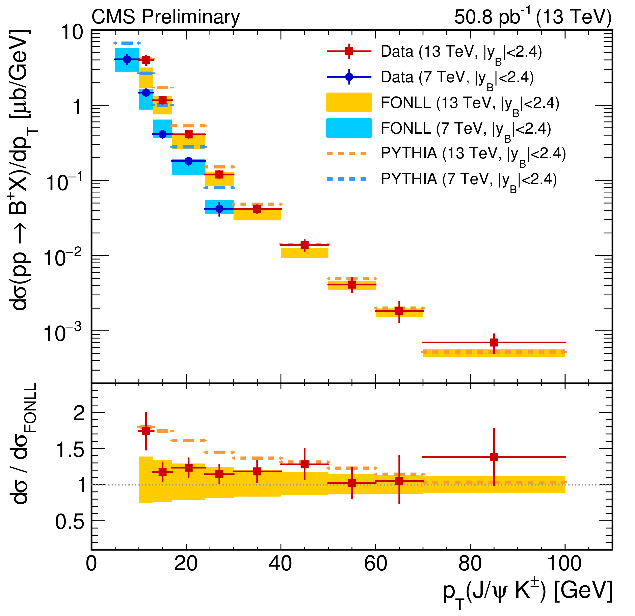 CMS Preliminary 50.8 pb⁻¹ (13 TeV)
dσ(pp → B⁺X)/dp_T [μb/GeV]
10
1
10⁻¹
10⁻²
10⁻³
Data (13 TeV, |y_B|<2.4)
Data (7 TeV, |y_B|<2.4)
FONLL (13 TeV, |y_B|<2.4)
FONLL (7 TeV, |y_B|<2.4)
PYTHIA (13 TeV, |y_B|<2.4)
PYTHIA (7 TeV, |y_B|<2.4)
dσ / dσ_FONLL
2
1.5
1
0.5
0 20 40 60 80 100
p_T(J/ψ K^±) [GeV]